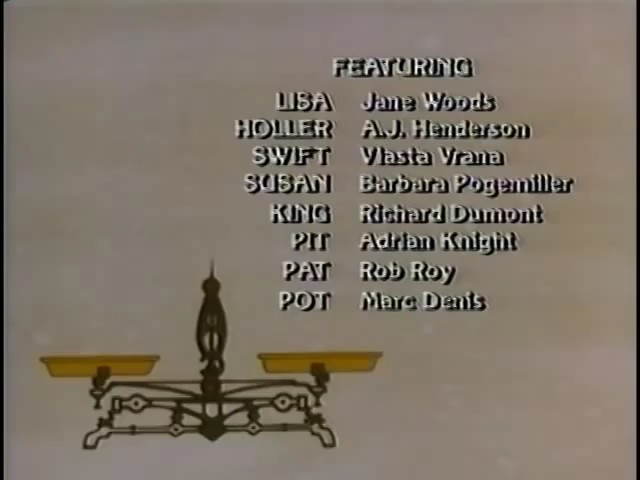 FEATURING
LISA Jane Woods
HOLLER A.J. Henderson
SWIFT Vlasta Vrana
SUSAN Barbara Pogemiller
KING Richard Dumont
PIT Adrian Knight
PAT Rob Roy
POT Marc Denis